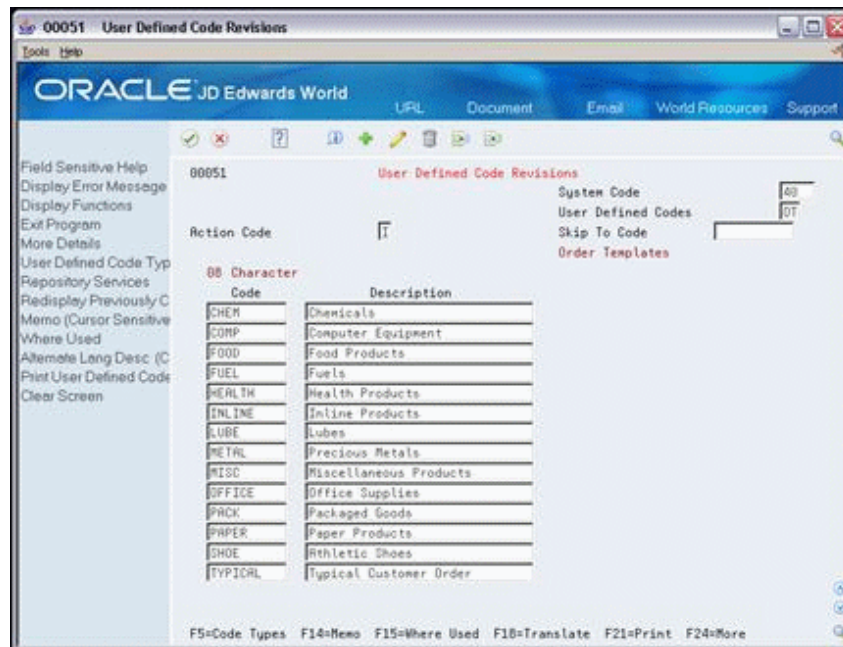 00051 User Defined Code Revisions
Tools Help
ORACLE JD Edwards World
URL Document Email World Resources Support
Field Sensitive Help
Display Error Message
Display Functions
Exit Program
More Details
User Defined Code Typ
Repository Services
Redisplay Previously C
Memo (Cursor Sensitive
Where Used
Alternate Lang Desc (C
Print User Defined Code
Clear Screen
00051 User Defined Code Revisions
System Code 40
User Defined Codes OT
Action Code I Skip To Code
Order Templates
08 Character
Code Description
CHEM Chemicals
COMP Computer Equipment
FOOD Food Products
FUEL Fuels
HEALTH Health Products
INLINE Inline Products
LUBE Lubes
METAL Precious Metals
MISC Miscellaneous Products
OFFICE Office Supplies
PACK Packaged Goods
PAPER Paper Products
SHOE Athletic Shoes
TYPICAL Typical Customer Order
F5=Code Types F14=Memo F15=Where Used F18=Translate F21=Print F24=More